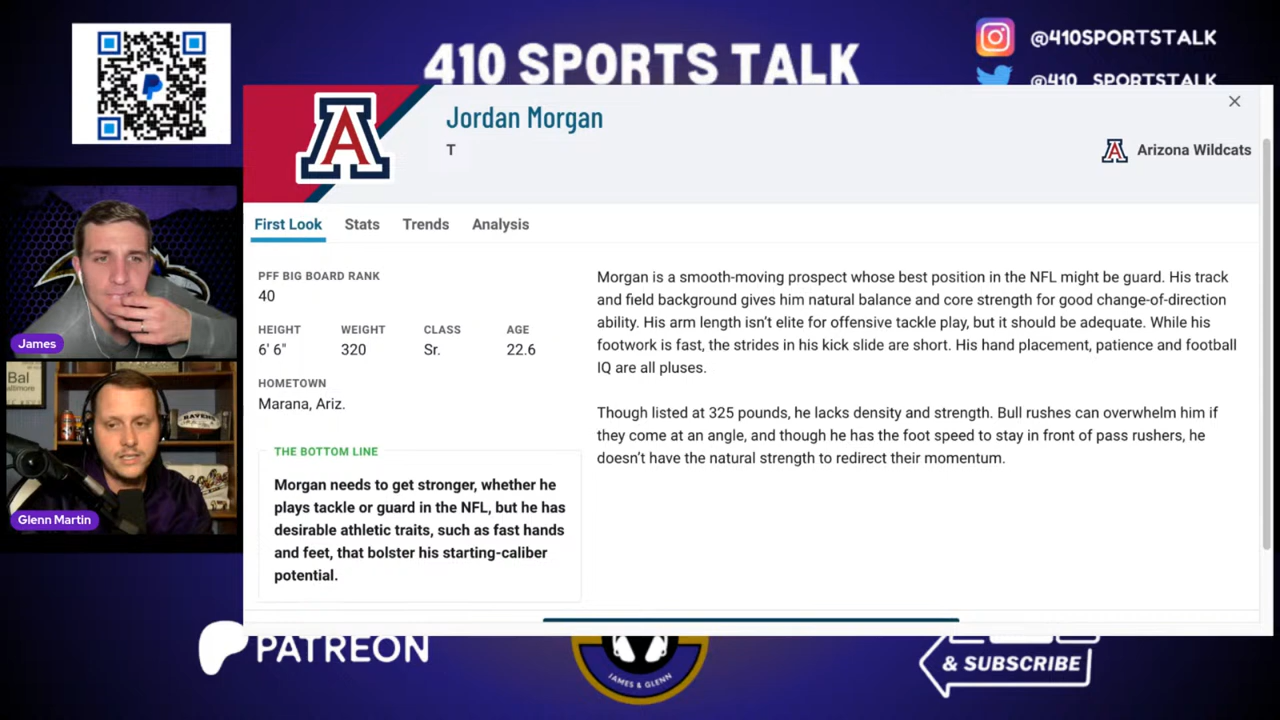 410 SPORTS TALK
@410SPORTSTALK
@410_SPORTSTALK
Jordan Morgan
T
A
A
Arizona Wildcats
First Look
Stats
Trends
Analysis
PFF BIG BOARD RANK
40
HEIGHT
WEIGHT
CLASS
AGE
6' 6"
320
Sr.
22.6
HOMETOWN
Marana, Ariz.
THE BOTTOM LINE
Morgan needs to get stronger, whether he
plays tackle or guard in the NFL, but he has
desirable athletic traits, such as fast hands
and feet, that bolster his starting-caliber
potential.
Morgan is a smooth-moving prospect whose best position in the NFL might be guard. His track
and field background gives him natural balance and core strength for good change-of-direction
ability. His arm length isn't elite for offensive tackle play, but it should be adequate. While his
footwork is fast, the strides in his kick slide are short. His hand placement, patience and football
IQ are all pluses.
Though listed at 325 pounds, he lacks density and strength. Bull rushes can overwhelm him if
they come at an angle, and though he has the foot speed to stay in front of pass rushers, he
doesn't have the natural strength to redirect their momentum.
James
Bal
altimore
RAVENS
Glenn Martin
PATREON
JAMES & GLENN
& SUBSCRIBE